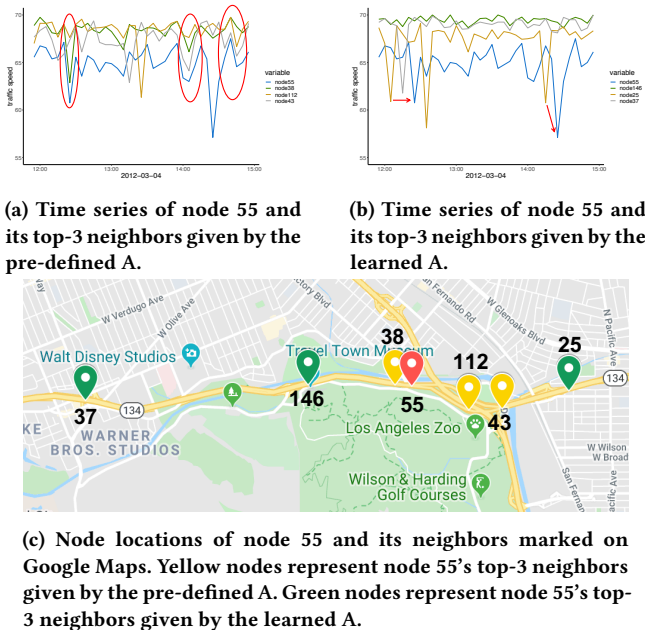 70
65
60
55
traffic speed
12:00
13:00
14:00
15:00
2012−03−04
variable
node55
node38
node112
node43
70
65
60
55
traffic speed
12:00
13:00
14:00
15:00
2012−03−04
variable
node55
node146
node25
node37
(a) Time series of node 55 and
its top-3 neighbors given by the
pre-defined A.
(b) Time series of node 55 and
its top-3 neighbors given by the
learned A.
W Verdugo Ave
W Olive Ave
Walt Disney Studios
Travel Town Museum
W Glenoaks Blvd
N Pacific Ave
37
134
146
38
55
112
43
25
134
WARNER
BROS. STUDIOS
Los Angeles Zoo
Wilson & Harding
Golf Courses
W Wilson
W Broad
Pacific Ave
San Fernan
(c) Node locations of node 55 and its neighbors marked on
Google Maps. Yellow nodes represent node 55's top-3 neighbors
given by the pre-defined A. Green nodes represent node 55's top-
3 neighbors given by the learned A.